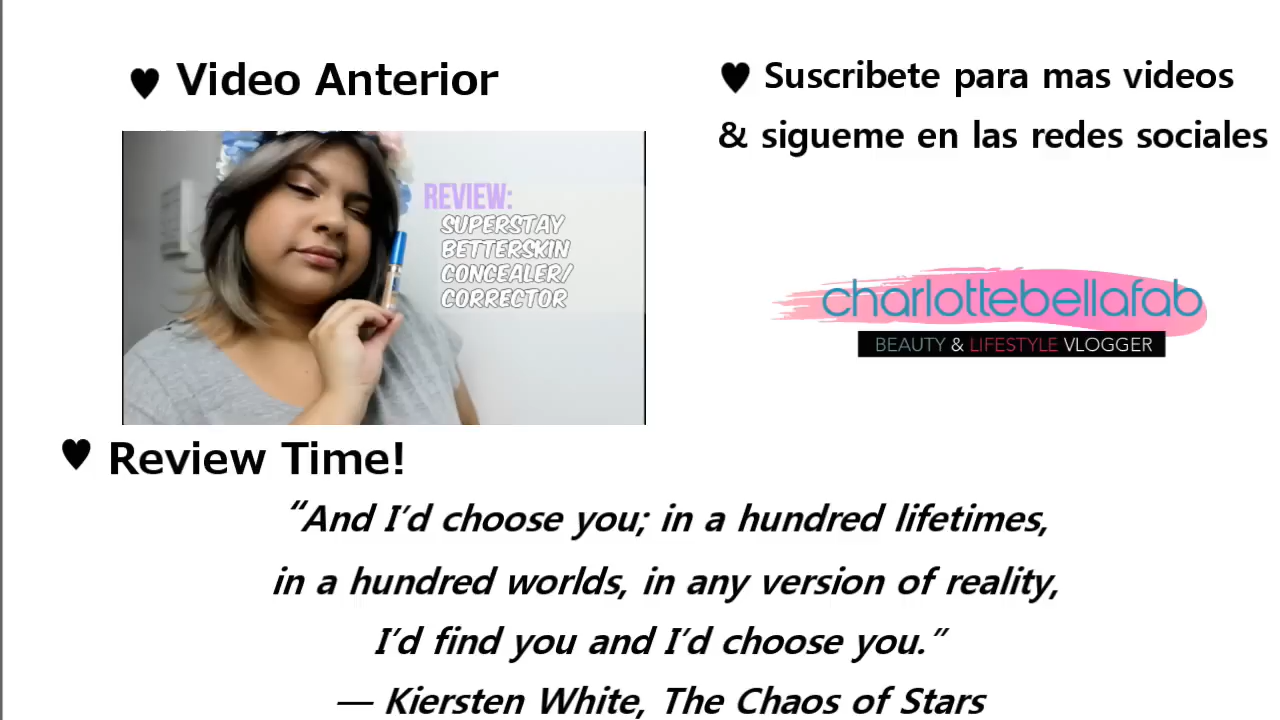 ♥ Video Anterior
♥ Suscribete para mas videos
& sigueme en las redes sociales
REVIEW:
SUPERSTAY
BETTERSKIN
CONCEALER/
CORRECTOR
charlottebellafab
BEAUTY & LIFESTYLE VLOGGER
♥ Review Time!
“And I’d choose you; in a hundred lifetimes,
in a hundred worlds, in any version of reality,
I’d find you and I’d choose you.”
— Kiersten White, The Chaos of Stars